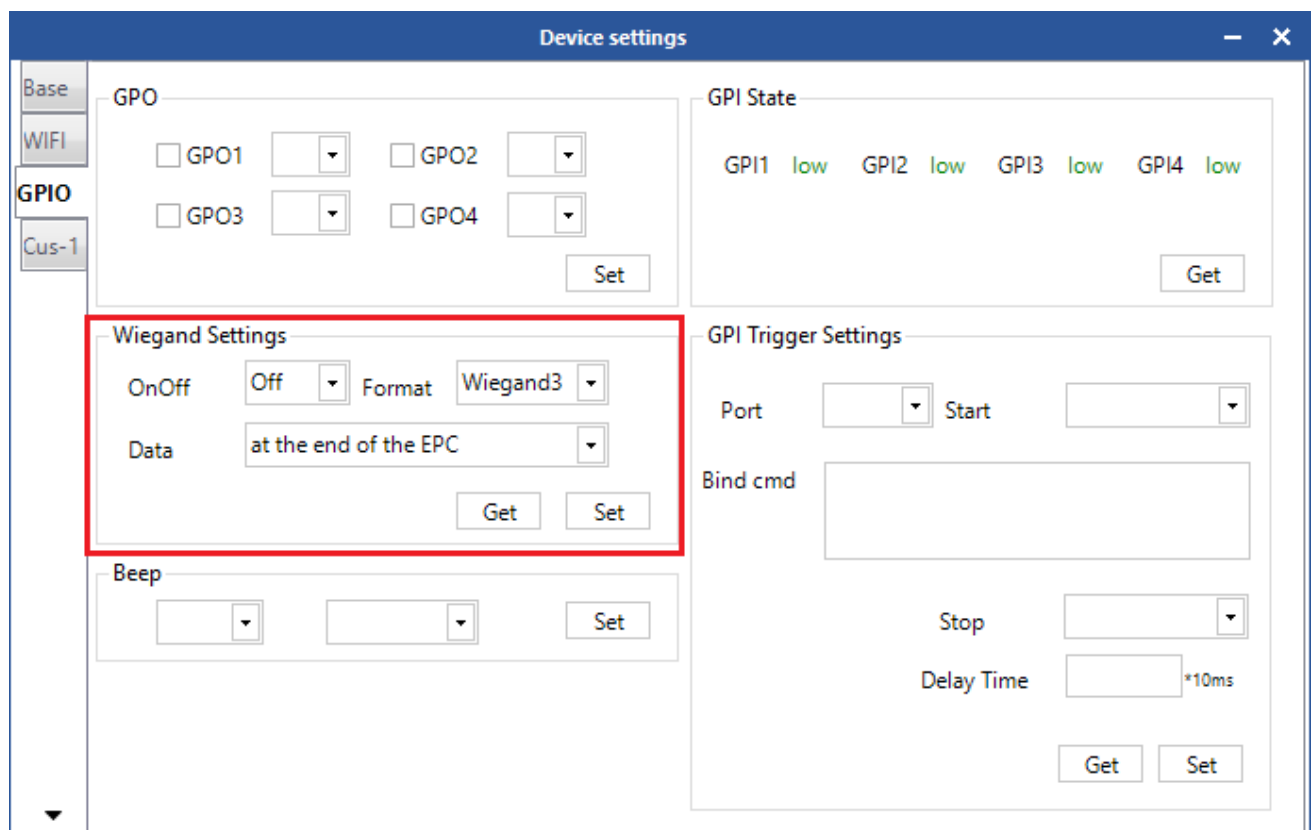 Device settings
Base
WIFI
GPIO
Cus-1
GPO
GPO1 GPO2
GPO3 GPO4
Set
GPI State
GPI1 low GPI2 low GPI3 low GPI4 low
Get
Wiegand Settings
OnOff Off Format Wiegand3
Data at the end of the EPC
Get Set
GPI Trigger Settings
Port Start
Bind cmd
Stop
Delay Time *10ms
Get Set
Beep
Set